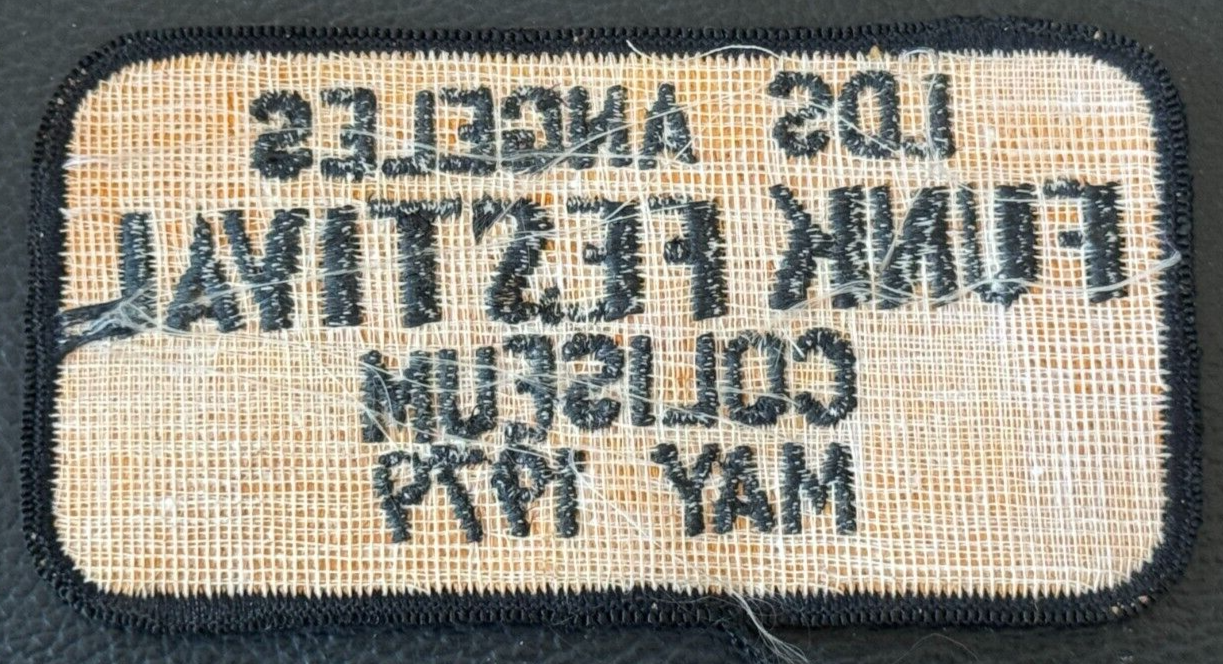 LOS ANGELES
FUNK FESTIVAL
COLISEUM
MAY 1979